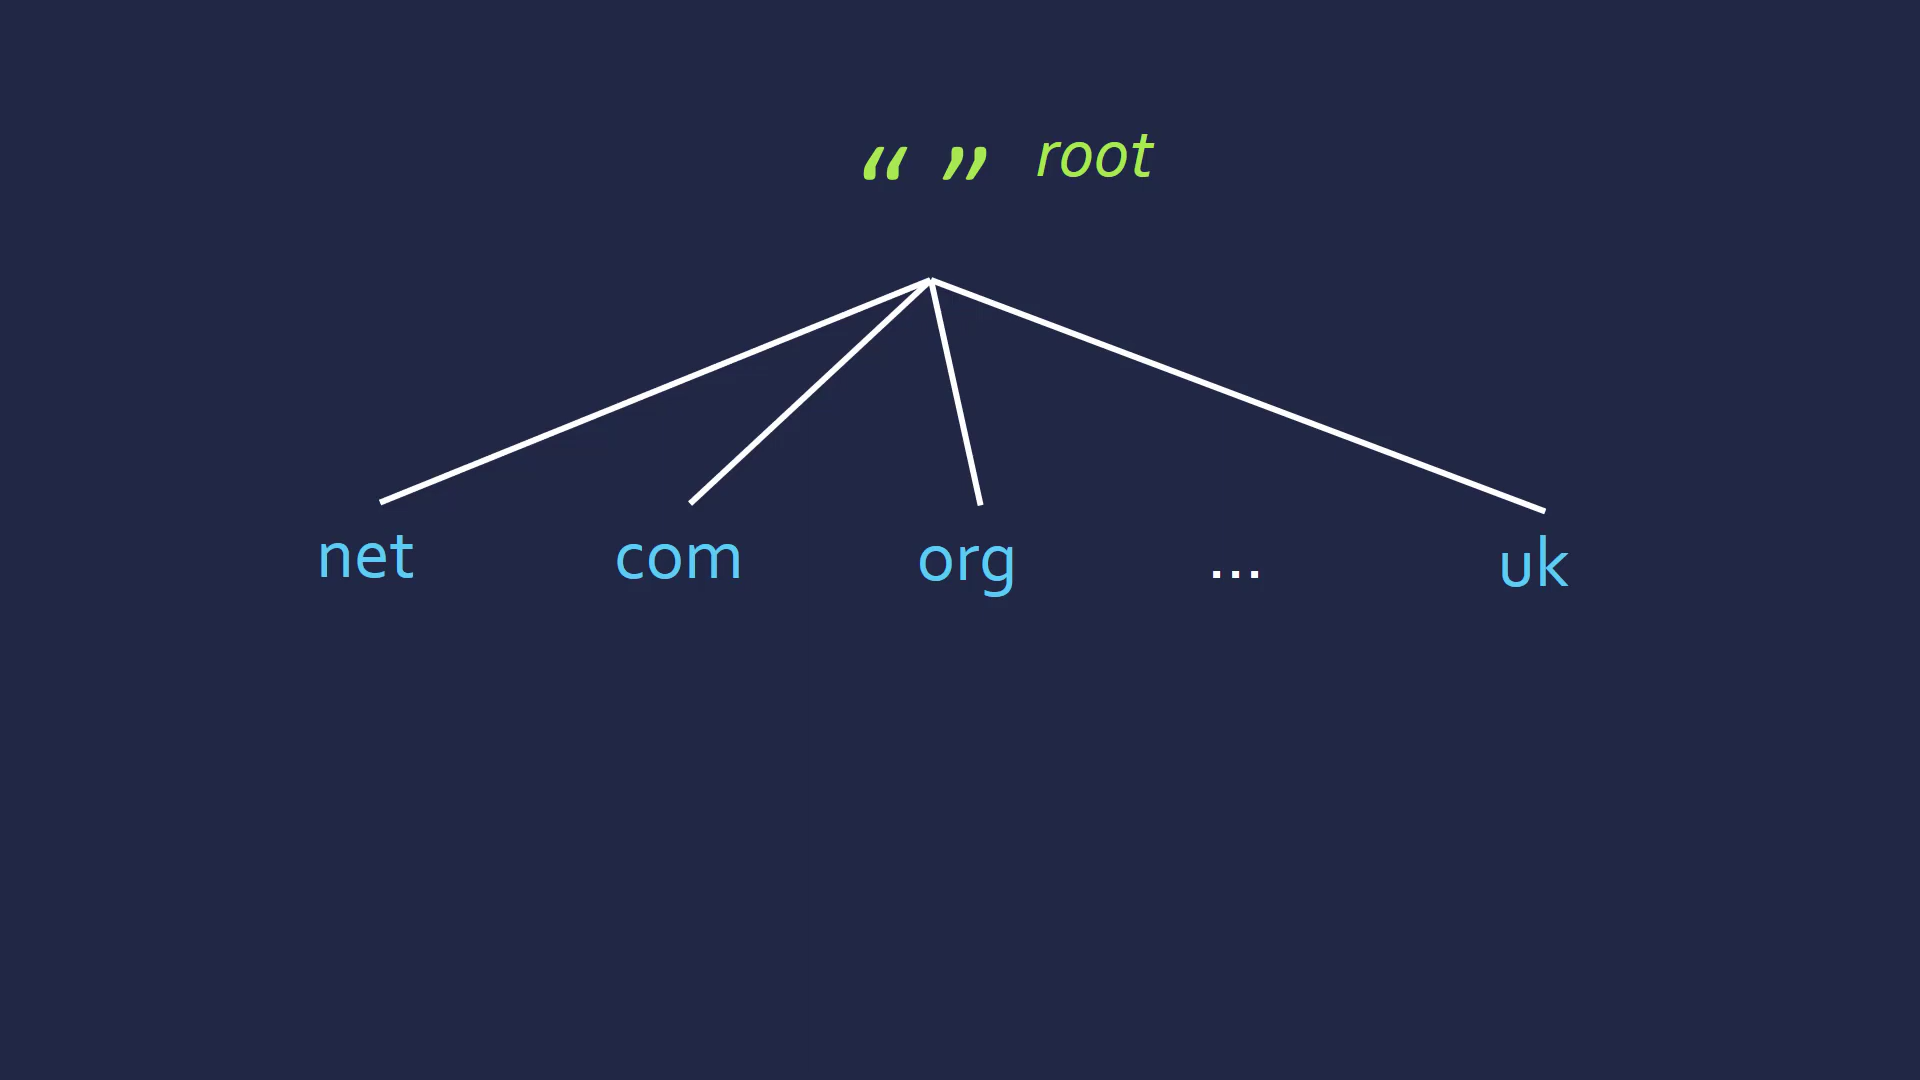 “ ” root
net com org ... uk